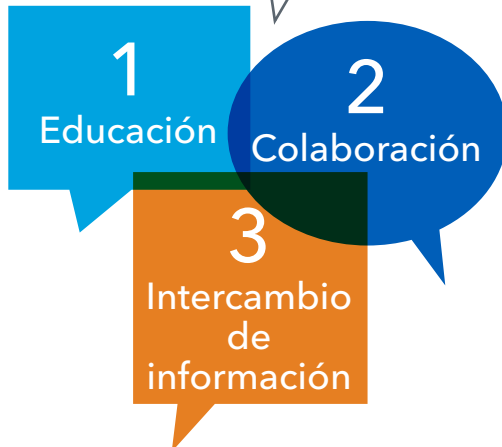 1
Educación
2
Colaboración
3
Intercambio
de
información